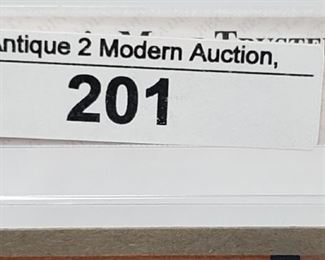 Antique 2 Modern Auction,
201